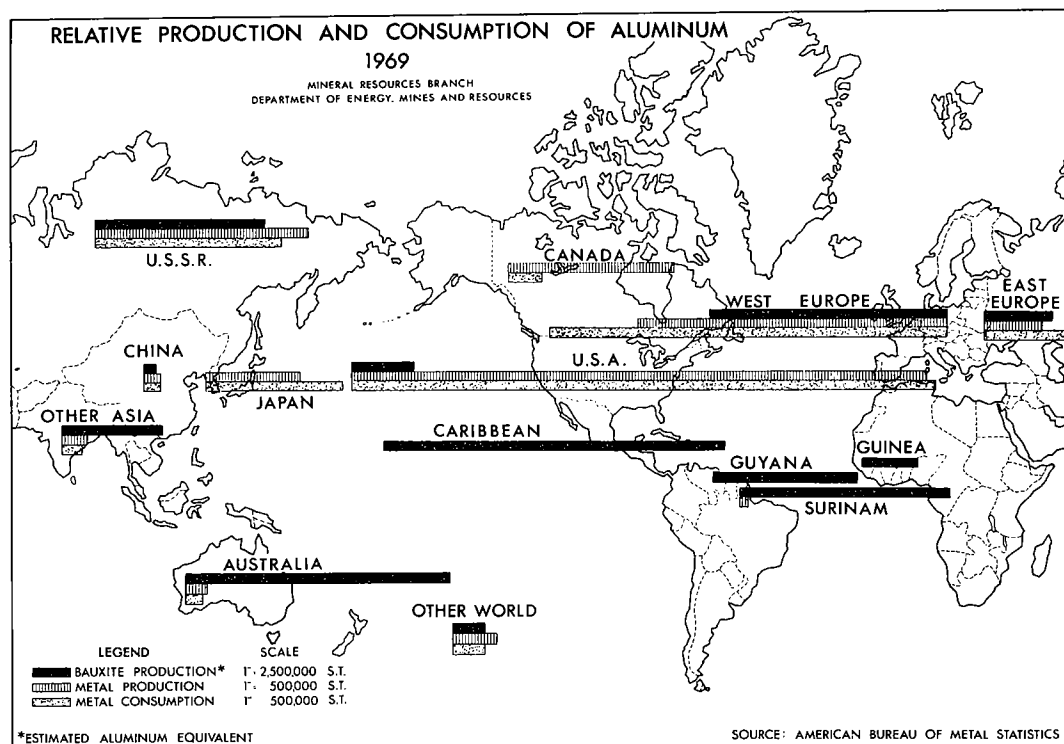 RELATIVE PRODUCTION AND CONSUMPTION OF ALUMINUM
1969
MINERAL RESOURCES BRANCH
DEPARTMENT OF ENERGY, MINES AND RESOURCES
U.S.S.R.
CANADA
WEST EUROPE
EAST
EUROPE
CHINA
U.S.A.
JAPAN
OTHER ASIA
CARIBBEAN
GUINEA
GUYANA
SURINAM
AUSTRALIA
OTHER WORLD
LEGEND SCALE
BAUXITE PRODUCTION* 1" = 2,500,000 S.T.
METAL PRODUCTION 1" = 500,000 S.T.
METAL CONSUMPTION 1" 500,000 S.T.
*ESTIMATED ALUMINUM EQUIVALENT
SOURCE: AMERICAN BUREAU OF METAL STATISTICS